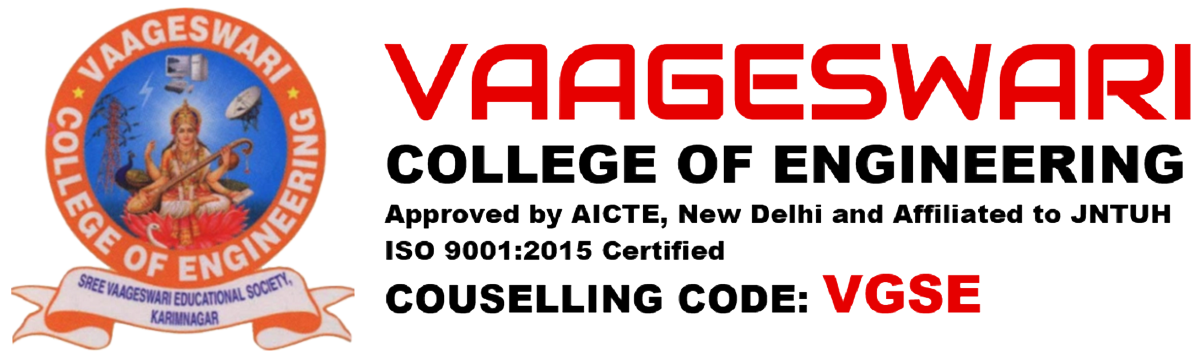 VAAGESWARI
COLLEGE OF ENGINEERING
SREE VAAGESWARI EDUCATIONAL SOCIETY,
KARIMNAGAR
VAAGESWARI
COLLEGE OF ENGINEERING
Approved by AICTE, New Delhi and Affiliated to JNTUH
ISO 9001:2015 Certified
COUSELLING CODE: VGSE